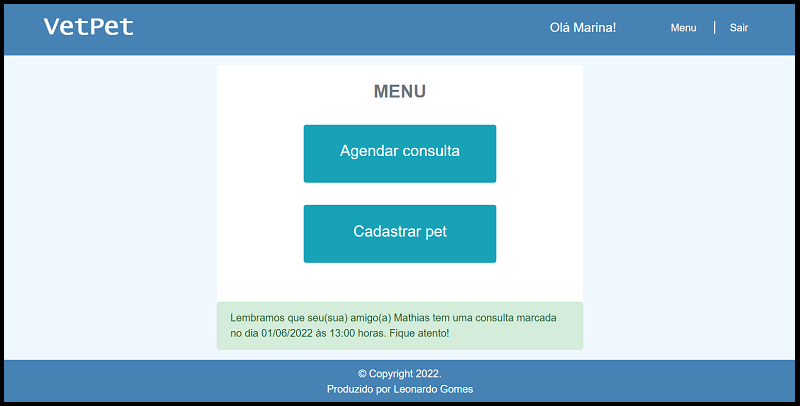 VetPet
Olá Marina!
Menu | Sair
MENU
Agendar consulta
Cadastrar pet
Lembramos que seu(sua) amigo(a) Mathias tem uma consulta marcada
no dia 01/06/2022 às 13:00 horas. Fique atento!
© Copyright 2022.
Produzido por Leonardo Gomes